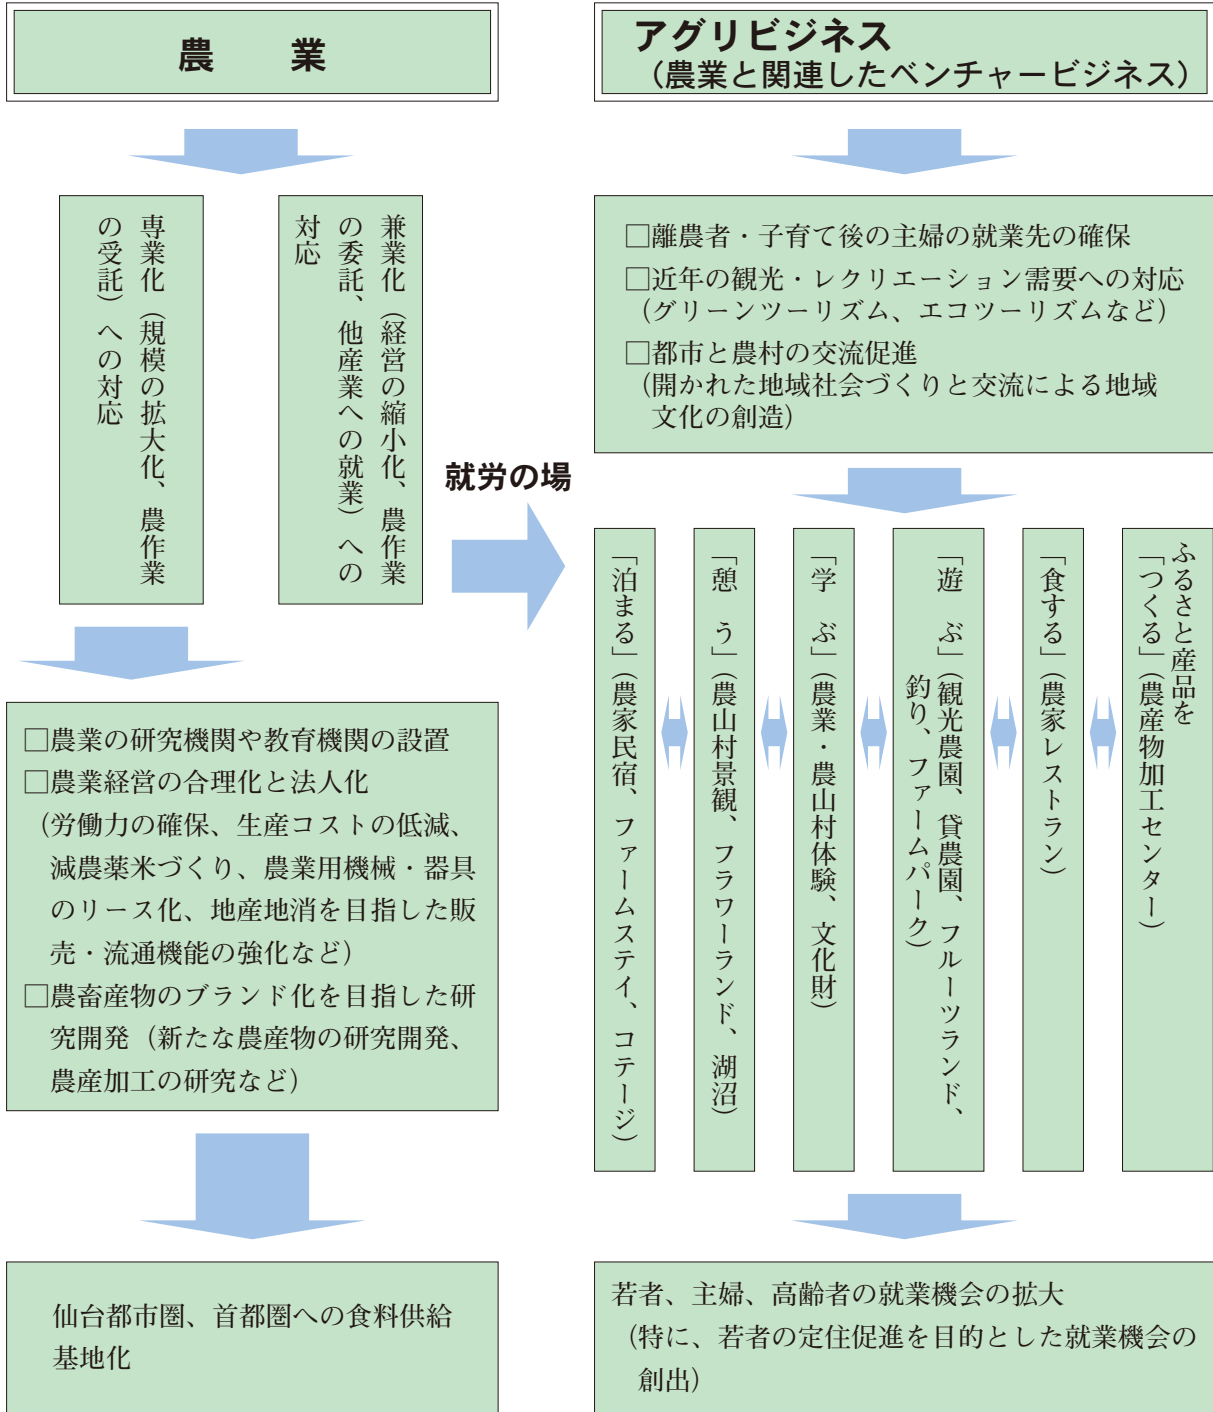 農　業
アグリビジネス
（農業と関連したベンチャービジネス）
専業化（規模の拡大化、農作業
の受託）への対応
兼業化（経営の縮小化、農作業
の委託、他産業への就業）への
対応
就労の場
□離農者・子育て後の主婦の就業先の確保
□近年の観光・レクリエーション需要への対応
（グリーンツーリズム、エコツーリズムなど）
□都市と農村の交流促進
（開かれた地域社会づくりと交流による地域
文化の創造）
□農業の研究機関や教育機関の設置
□農業経営の合理化と法人化
（労働力の確保、生産コストの低減、
減農薬米づくり、農業用機械・器具
のリース化、地産地消を目指した販
売・流通機能の強化など）
□農畜産物のブランド化を目指した研
究開発（新たな農産物の研究開発、
農産加工の研究など）
「泊まる」（農家民宿、ファームステイ、コテージ）
「憩　う」（農山村景観、フラワーランド、湖沼）
「学　ぶ」（農業・農山村体験、文化財）
「遊　ぶ」（観光農園、貸農園、フルーツランド、
釣り、ファームパーク）
「食する」（農家レストラン）
ふるさと産品を
「つくる」（農産物加工センター）
仙台都市圏、首都圏への食料供給
基地化
若者、主婦、高齢者の就業機会の拡大
（特に、若者の定住促進を目的とした就業機会の
創出）